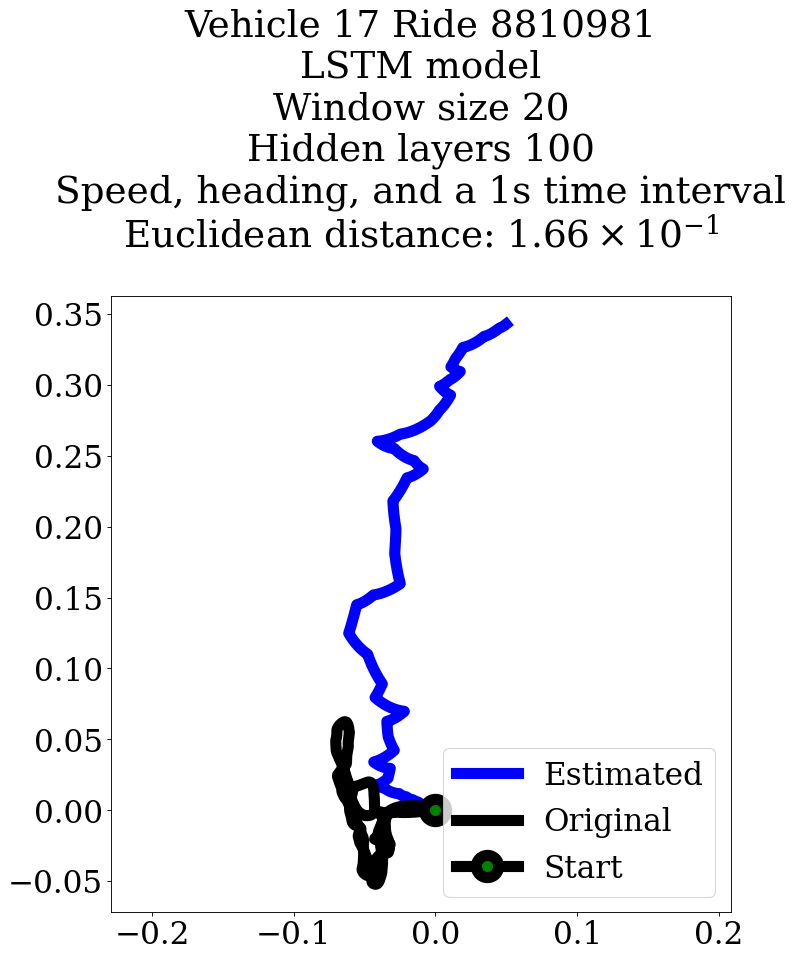 Vehicle 17 Ride 8810981
LSTM model
Window size 20
Hidden layers 100
Speed, heading, and a 1s time interval
Euclidean distance: 1.66 × 10⁻¹
0.35
0.30
0.25
0.20
0.15
0.10
0.05
0.00
−0.05
Estimated
Original
Start
−0.2 −0.1 0.0 0.1 0.2